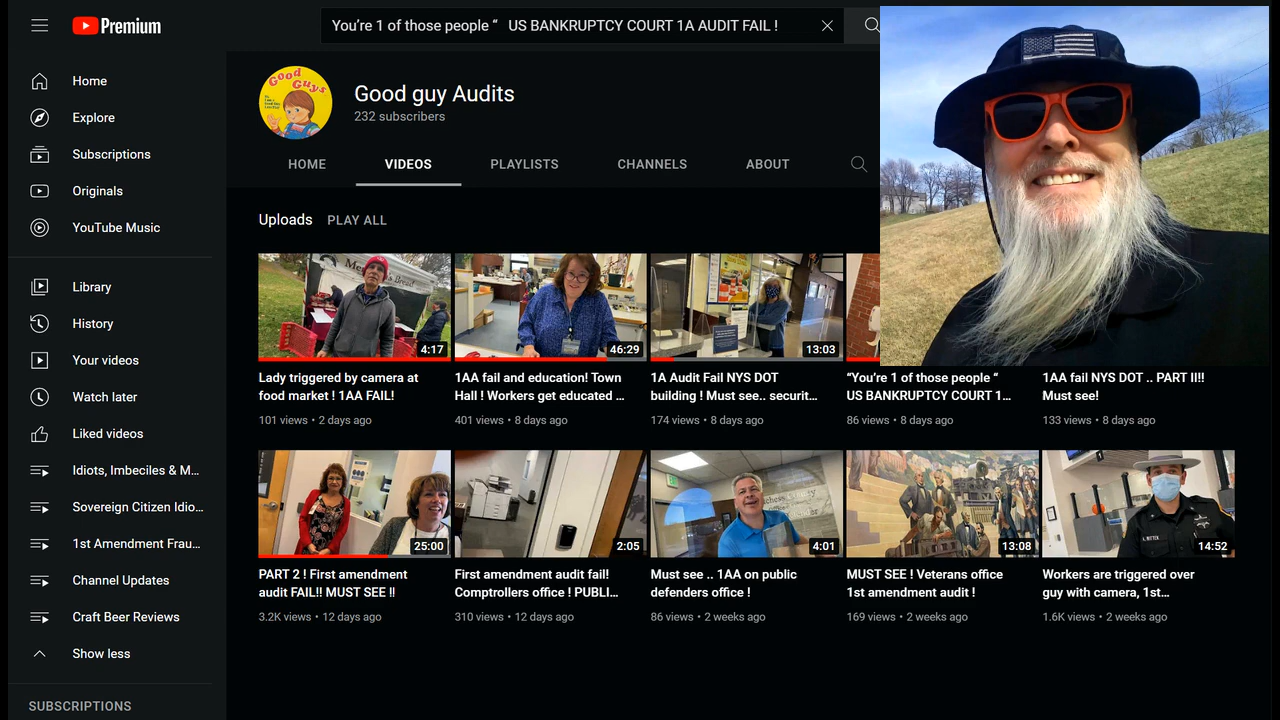 Premium
You’re 1 of those people “ US BANKRUPTCY COURT 1A AUDIT FAIL !
Home
Explore
Subscriptions
Originals
YouTube Music
Library
History
Your videos
Watch later
Liked videos
Idiots, Imbeciles & M...
Sovereign Citizen Idio...
1st Amendment Frau...
Channel Updates
Craft Beer Reviews
Show less
SUBSCRIPTIONS
Good Guys
Good guy Audits
232 subscribers
HOME VIDEOS PLAYLISTS CHANNELS ABOUT
Uploads PLAY ALL
4:17
46:29
13:03
Lady triggered by camera at
food market ! 1AA FAIL!
101 views • 2 days ago
1AA fail and education! Town
Hall ! Workers get educated ...
401 views • 8 days ago
1A Audit Fail NYS DOT
building ! Must see.. securit...
174 views • 8 days ago
“You’re 1 of those people “
US BANKRUPTCY COURT 1...
86 views • 8 days ago
1AA fail NYS DOT .. PART II!!
Must see!
133 views • 8 days ago
25:00
2:05
4:01
13:08
14:52
PART 2 ! First amendment
audit FAIL!! MUST SEE !!
3.2K views • 12 days ago
First amendment audit fail!
Comptrollers office ! PUBLI...
310 views • 12 days ago
Must see .. 1AA on public
defenders office !
86 views • 2 weeks ago
MUST SEE ! Veterans office
1st amendment audit !
169 views • 2 weeks ago
Workers are triggered over
guy with camera, 1st...
1.6K views • 2 weeks ago